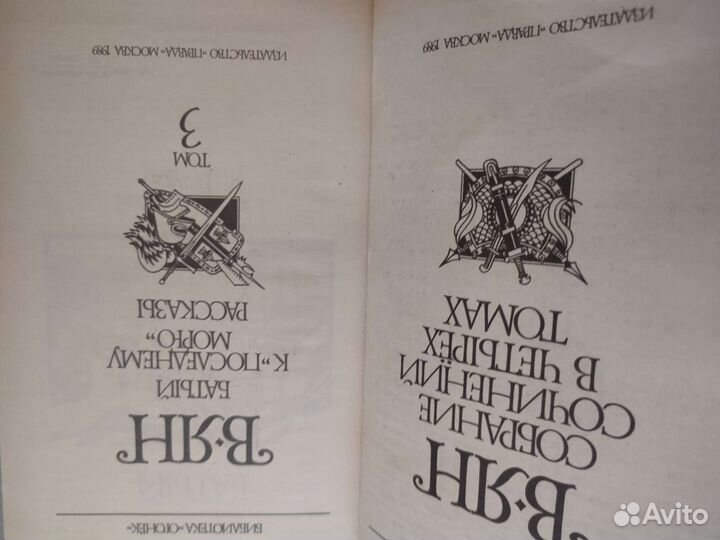 В·ЯН
СОБРАНИЕ
СОЧИНЕНИЙ
В ЧЕТЫРЕХ
ТОМАХ
ИЗДАТЕЛЬСТВО "ПРАВДА" МОСКВА 1989
БИБЛИОТЕКА "ОГОНЁК"
В·ЯН
БАТЫЙ
К "ПОСЛЕДНЕМУ
МОРЮ"
РАССКАЗЫ
ТОМ
3
ИЗДАТЕЛЬСТВО "ПРАВДА" МОСКВА 1989
Avito